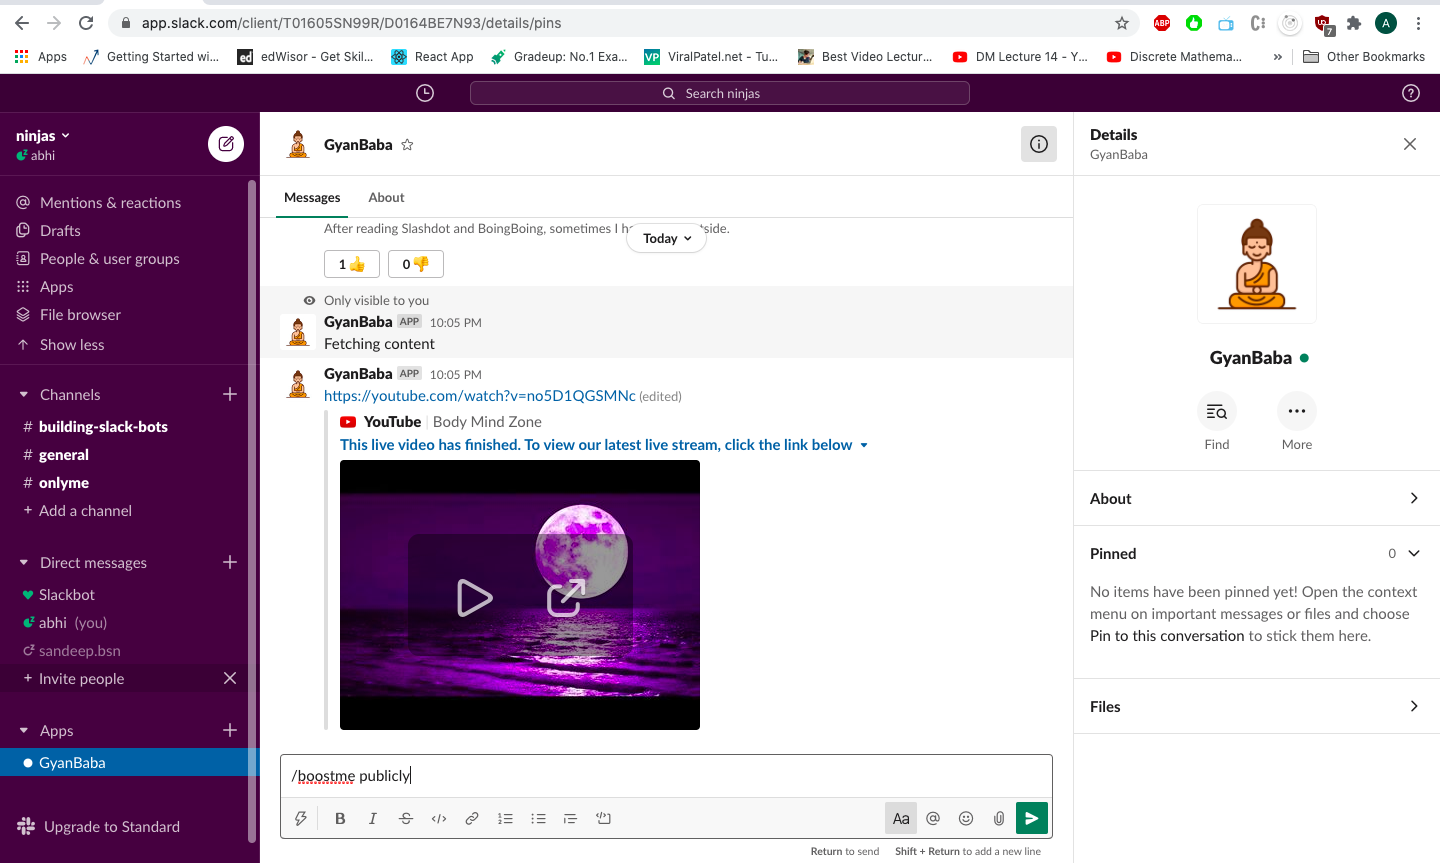 app.slack.com/client/T01605SN99R/D0164BE7N93/details/pins
ABP
7
A
Apps
Getting Started wi...
ed
edWisor - Get Skil...
React App
Gradeup: No.1 Exa...
VP
ViralPatel.net - Tu...
Best Video Lectur...
DM Lecture 14 - Y...
Discrete Mathema...
»
Other Bookmarks
Search ninjas
ninjas
abhi
Mentions & reactions
Drafts
People & user groups
Apps
File browser
Show less
Channels
# building-slack-bots
# general
# onlyme
+ Add a channel
Direct messages
Slackbot
abhi (you)
sandeep.bsn
+ Invite people
Apps
GyanBaba
Upgrade to Standard
GyanBaba
Messages
About
After reading Slashdot and BoingBoing, sometimes I ha
tside.
Today
1 👍
0 👎
Only visible to you
GyanBaba APP 10:05 PM
Fetching content
GyanBaba APP 10:05 PM
https://youtube.com/watch?v=no5D1QGSMNc (edited)
YouTube | Body Mind Zone
This live video has finished. To view our latest live stream, click the link below
/boostme publicly
B
I
S
Aa
@
Return to send
Shift + Return to add a new line
Details
GyanBaba
GyanBaba
Find
More
About
Pinned
0
No items have been pinned yet! Open the context
menu on important messages or files and choose
Pin to this conversation to stick them here.
Files